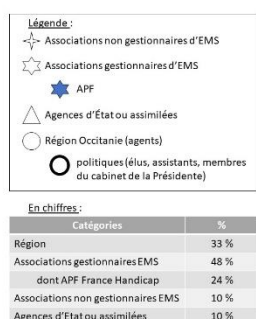 Légende :
Associations non gestionnaires d'EMS
Associations gestionnaires d'EMS
APF
Agences d'État ou assimilées
Région Occitanie (agents)
politiques (élus, assistants, membres
du cabinet de la Présidente)
En chiffres :
Catégories %
Région 33 %
Associations gestionnaires EMS 48 %
dont APF France Handicap 24 %
Associations non gestionnaires EMS 10 %
Agences d'Etat ou assimilées 10 %